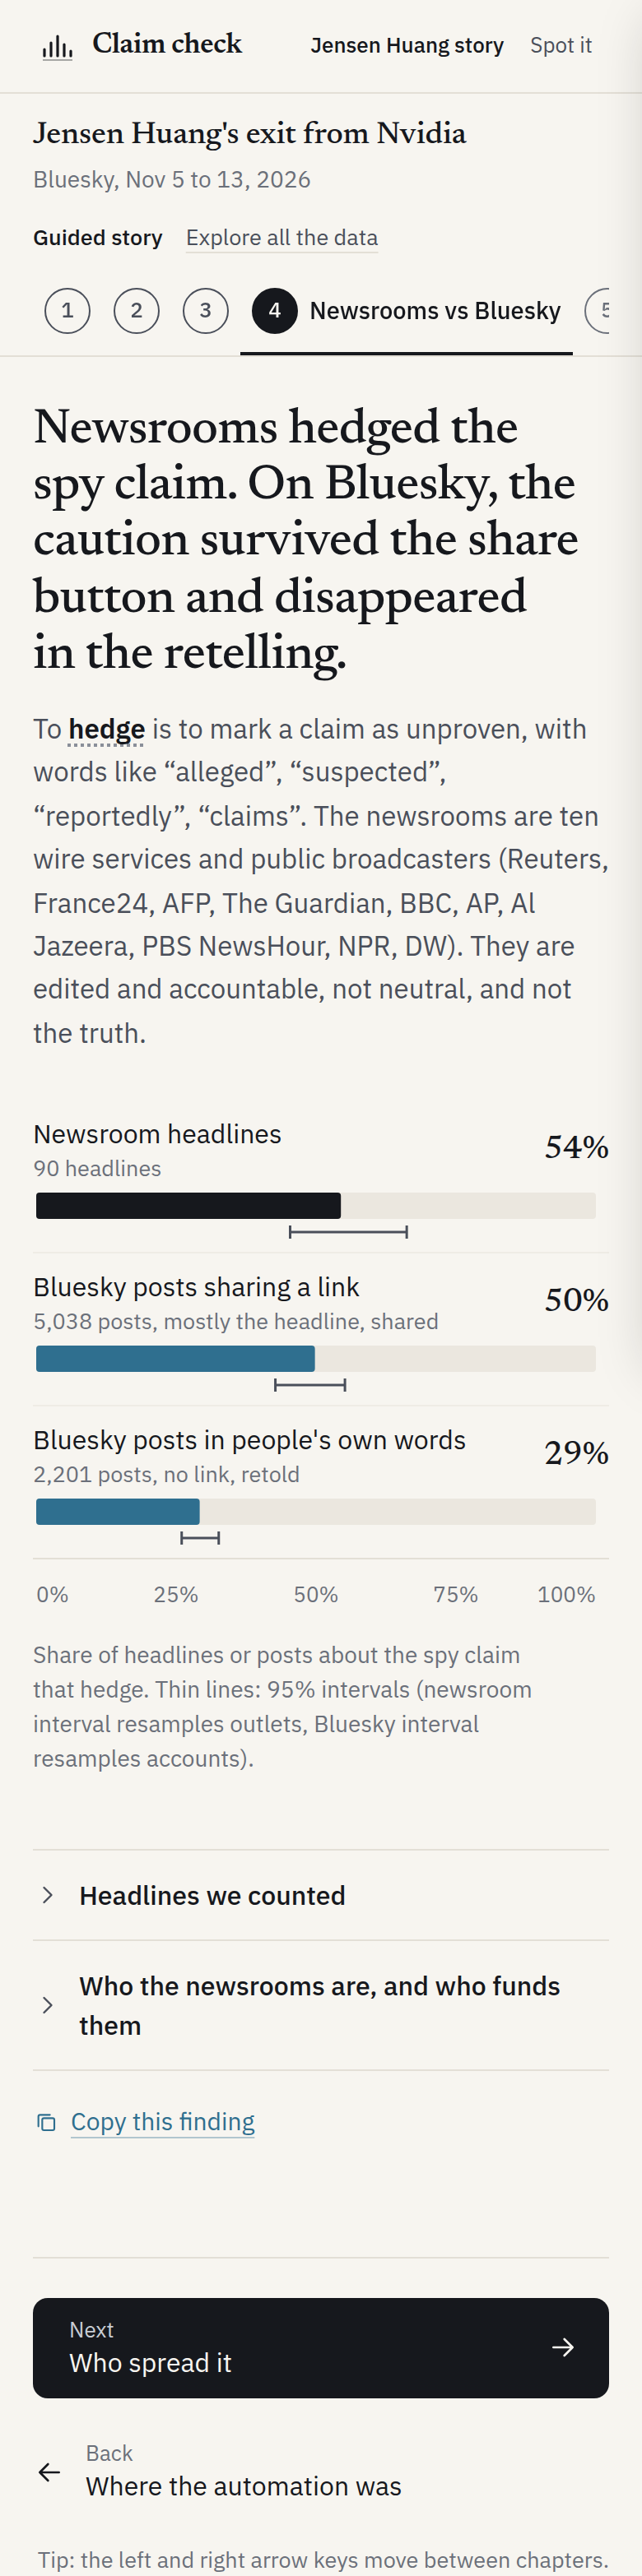 Claim check
Jensen Huang story
Spot it
Jensen Huang's exit from Nvidia
Bluesky, Nov 5 to 13, 2026
Guided story
Explore all the data
1
2
3
4
Newsrooms vs Bluesky
5
Newsrooms hedged the
spy claim. On Bluesky, the
caution survived the share
button and disappeared
in the retelling.
To hedge is to mark a claim as unproven, with
words like “alleged”, “suspected”,
“reportedly”, “claims”. The newsrooms are ten
wire services and public broadcasters (Reuters,
France24, AFP, The Guardian, BBC, AP, Al
Jazeera, PBS NewsHour, NPR, DW). They are
edited and accountable, not neutral, and not
the truth.
Newsroom headlines
54%
90 headlines
Bluesky posts sharing a link
50%
5,038 posts, mostly the headline, shared
Bluesky posts in people's own words
29%
2,201 posts, no link, retold
0% 25% 50% 75% 100%
Share of headlines or posts about the spy claim
that hedge. Thin lines: 95% intervals (newsroom
interval resamples outlets, Bluesky interval
resamples accounts).
Headlines we counted
Who the newsrooms are, and who funds
them
Copy this finding
Next
Who spread it
Back
Where the automation was
Tip: the left and right arrow keys move between chapters.